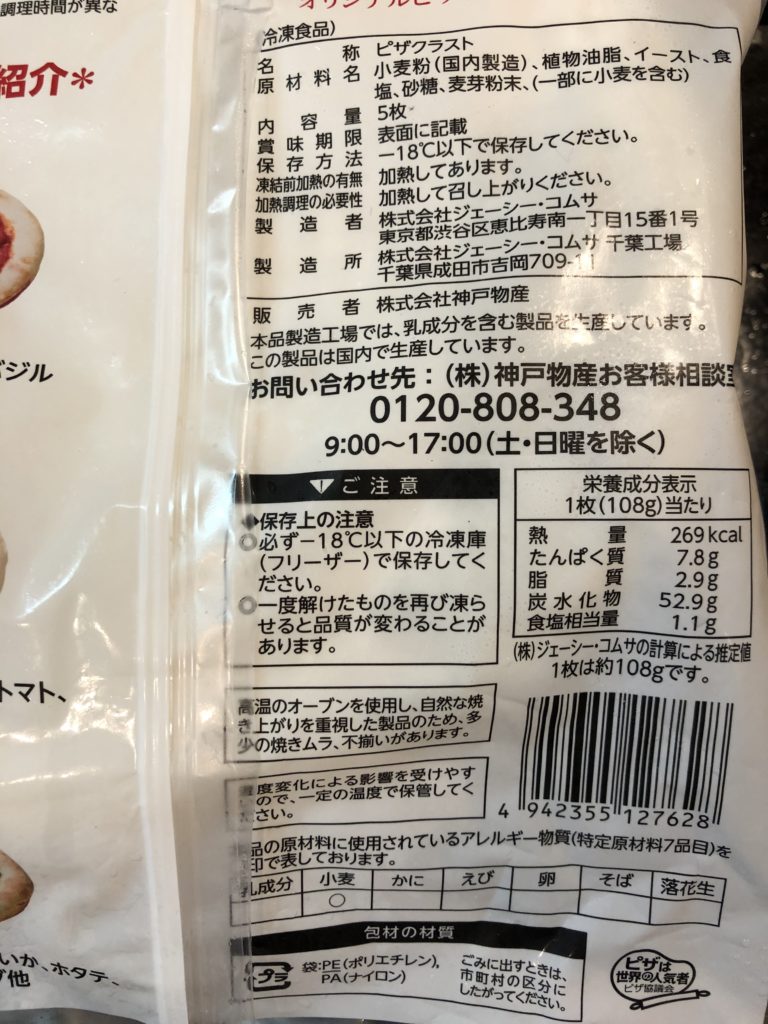 調理時間が異な
紹介*
バジル
トマト、
いか、ホタテ、
他
冷凍食品)
名称 ピザクラスト
原材料名 小麦粉(国内製造)、植物油脂、イースト、食
塩、砂糖、麦芽粉末、(一部に小麦を含む)
内容量 5枚
賞味期限 表面に記載
保存方法 −18℃以下で保存してください。
凍結前加熱の有無 加熱してあります。
加熱調理の必要性 加熱して召し上がりください。
製造者 株式会社ジェーシー・コムサ
東京都渋谷区恵比寿南一丁目15番1号
製造所 株式会社ジェーシー・コムサ 千葉工場
千葉県成田市吉岡709-11
販売者 株式会社神戸物産
本品製造工場では、乳成分を含む製品を生産しています。
この製品は国内で生産しています。
お問い合わせ先:(株)神戸物産お客様相談室
0120-808-348
9:00〜17:00(土・日曜を除く)
ご注意
◆保存上の注意
◎必ず−18℃以下の冷凍庫
(フリーザー)で保存してく
ださい。
◎一度解けたものを再び凍ら
せると品質が変わることが
あります。
栄養成分表示
1枚(108g)当たり
熱量 269kcal
たんぱく質 7.8g
脂質 2.9g
炭水化物 52.9g
食塩相当量 1.1g
(株)ジェーシー・コムサの計算による推定値
1枚は約108gです。
高温のオーブンを使用し、自然な焼
き上がりを重視した製品のため、多
少の焼きムラ、不揃いがあります。
温度変化による影響を受けやす
ので、一定の温度で保管してく
ださい。
4 942355 127628
品の原材料に使用されているアレルギー物質(特定原材料7品目)を
印で表しております。
乳成分 小麦 かに えび 卵 そば 落花生
○
包材の材質
プラ
袋:PE(ポリエチレン)、
PA(ナイロン)
ごみに出すときは、
市町村の区分に
したがってください。
ピザは
世界の人気者
ピザ協議会